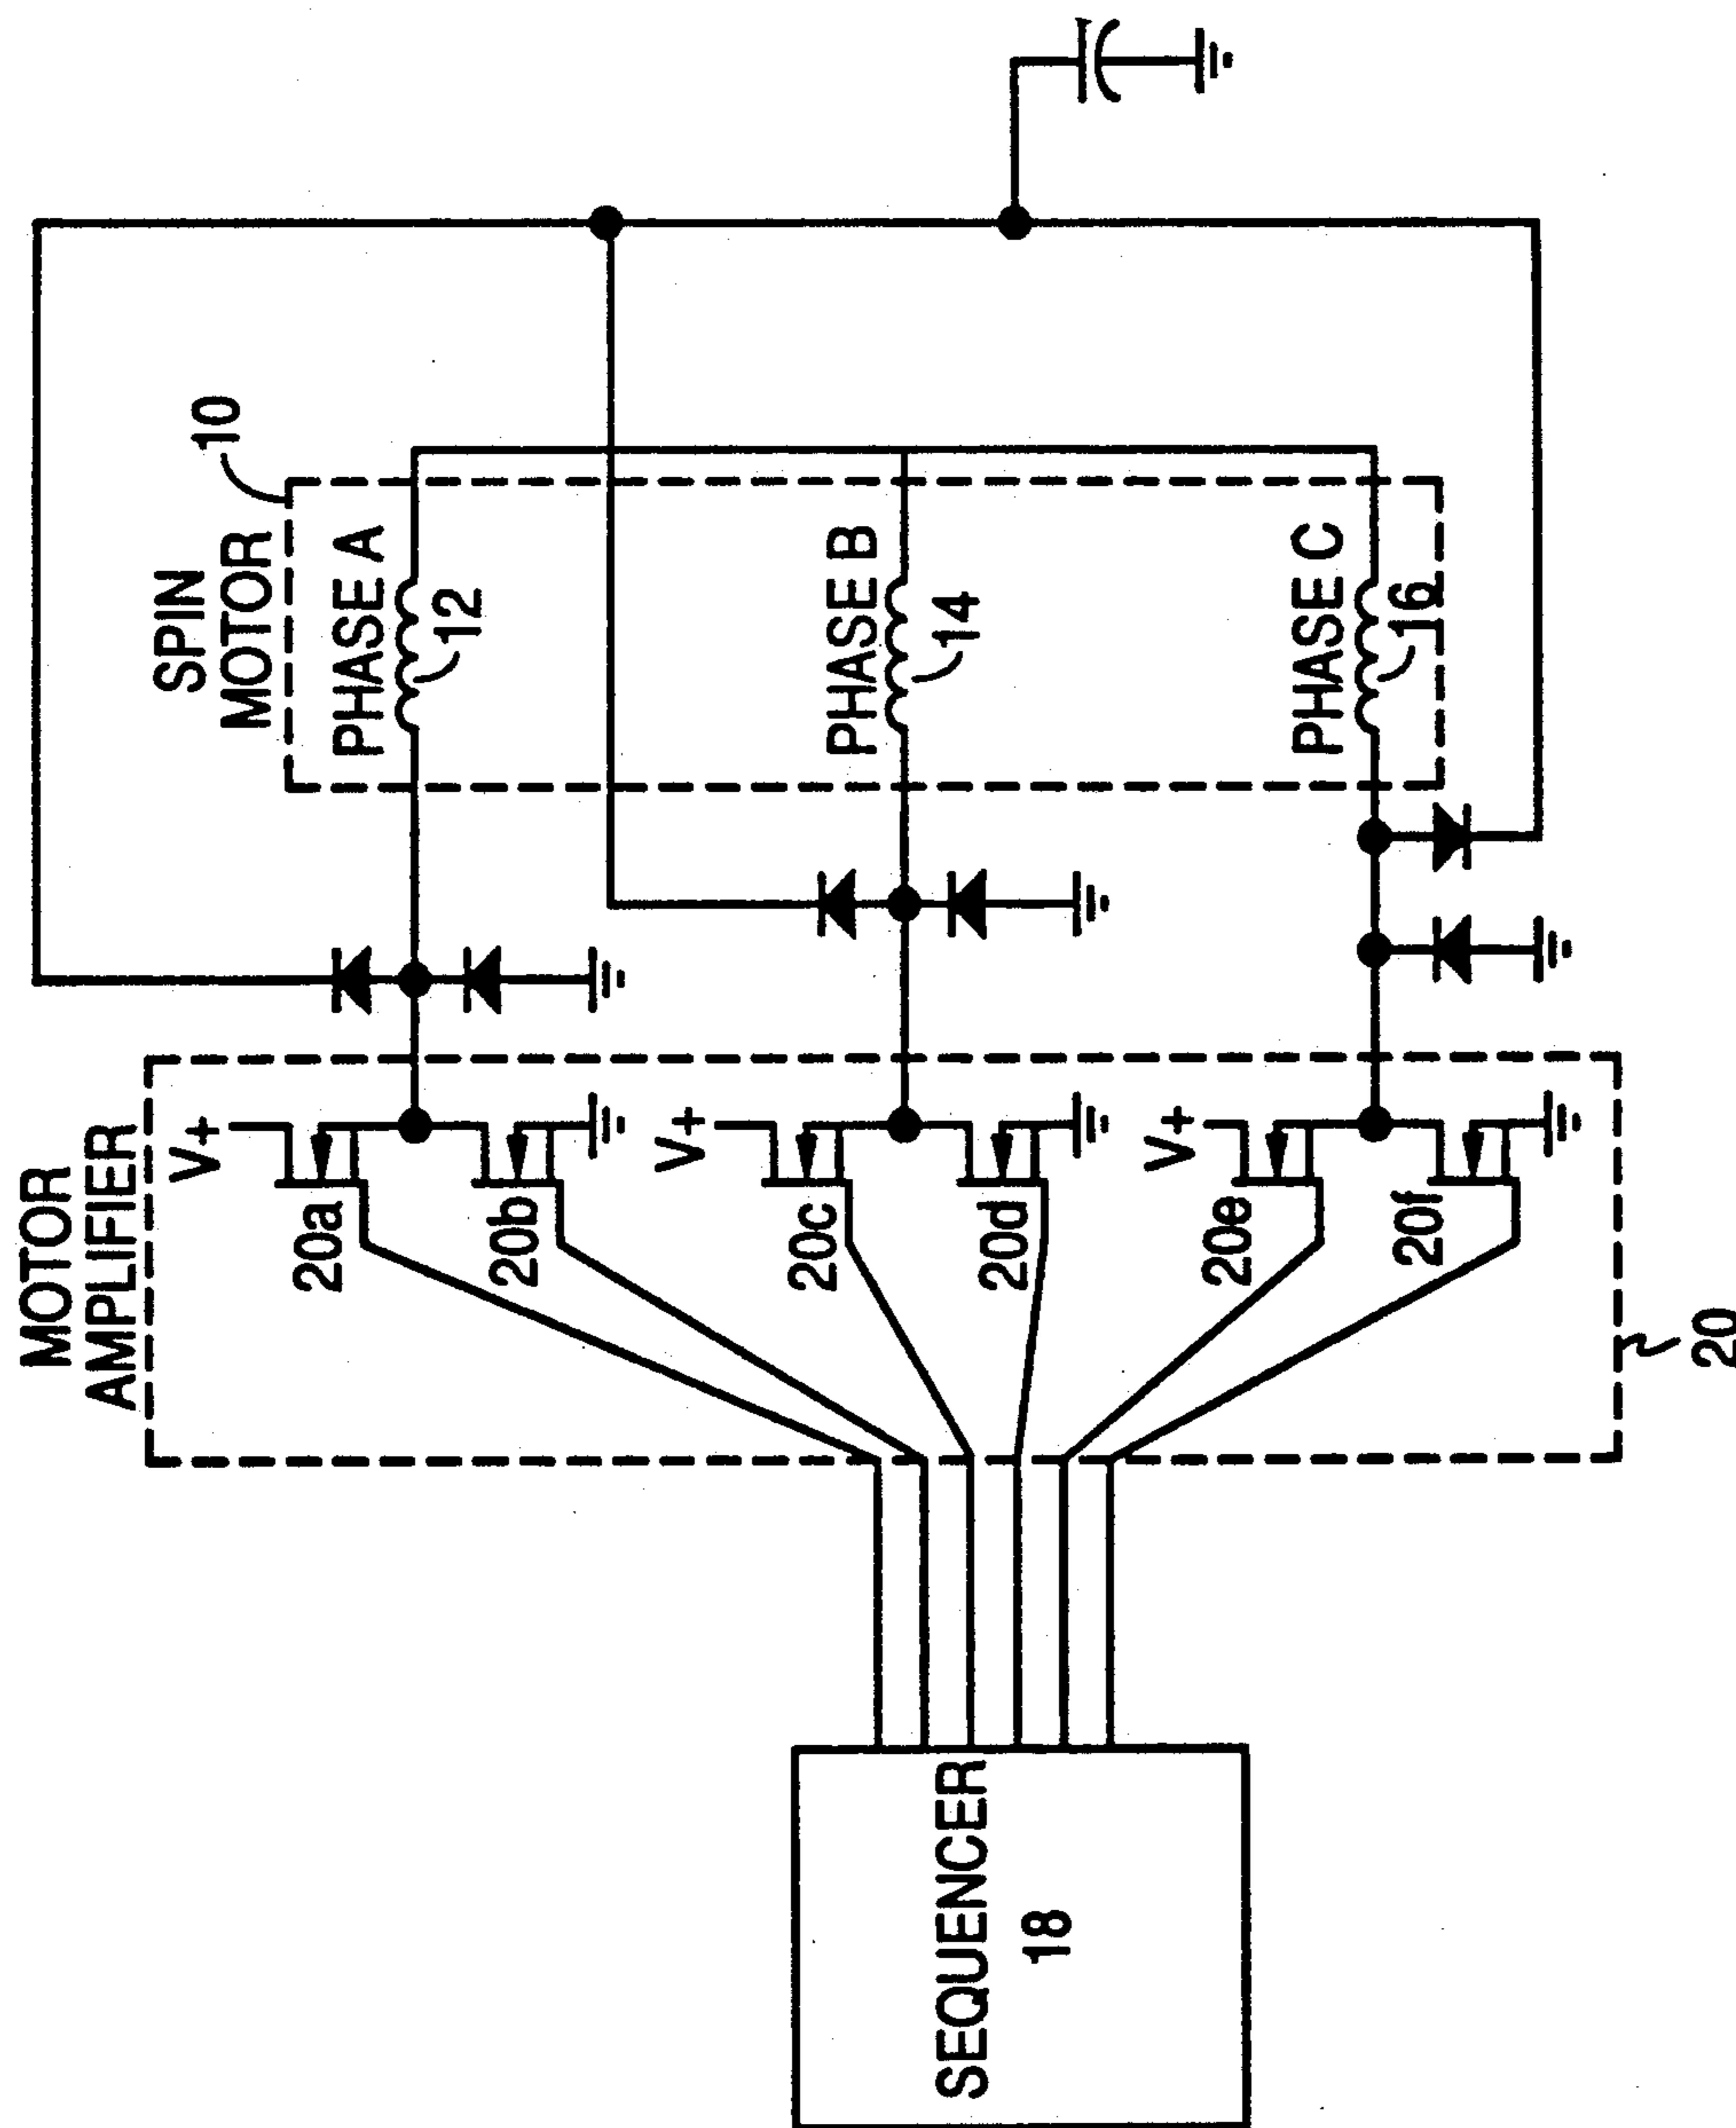 MOTOR
AMPLIFIER
V+
20a
20b
V+
20c
20d
V+
20e
20f
20
SPIN
MOTOR
10
PHASE A
12
PHASE B
14
PHASE C
16
SEQUENCER
18